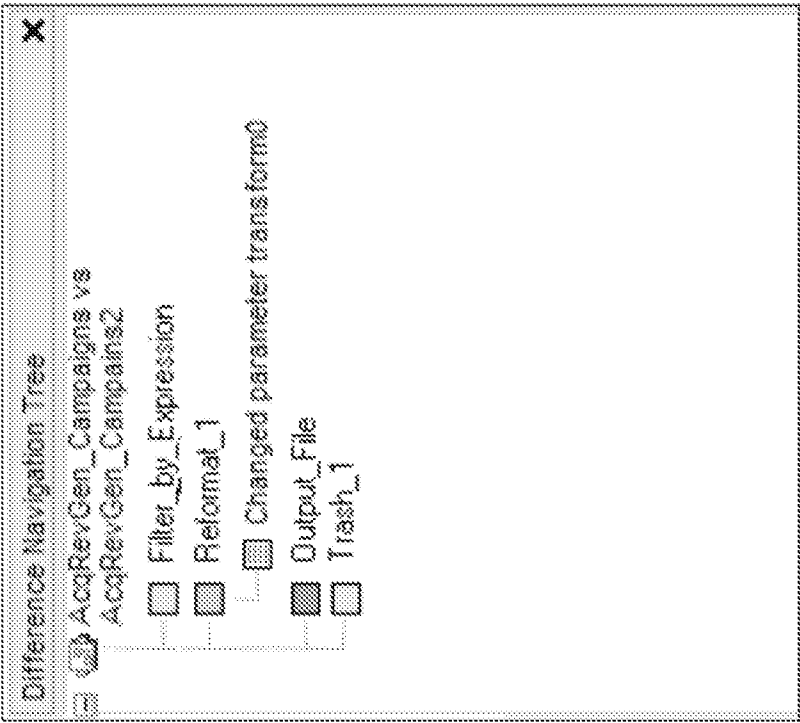 Difference Navigation Tree
AcqRevGen_Campaigns vs
AcqRevGen_Campains2
Filter_by_Expression
Reformat_1
Changed parameter transform0
Output_File
Trash_1